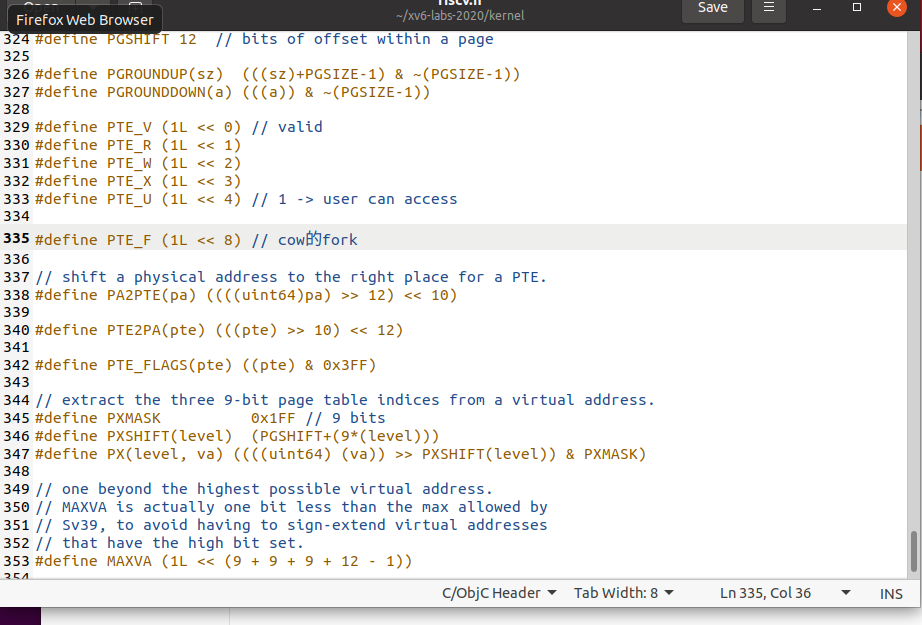 Open
riscv.h
Save
Firefox Web Browser
~/xv6-labs-2020/kernel
324 #define PGSHIFT 12  // bits of offset within a page
325
326 #define PGROUNDUP(sz)  (((sz)+PGSIZE-1) & ~(PGSIZE-1))
327 #define PGROUNDDOWN(a) (((a)) & ~(PGSIZE-1))
328
329 #define PTE_V (1L << 0) // valid
330 #define PTE_R (1L << 1)
331 #define PTE_W (1L << 2)
332 #define PTE_X (1L << 3)
333 #define PTE_U (1L << 4) // 1 -> user can access
334
335 #define PTE_F (1L << 8) // cow的fork
336
337 // shift a physical address to the right place for a PTE.
338 #define PA2PTE(pa) ((((uint64)pa) >> 12) << 10)
339
340 #define PTE2PA(pte) (((pte) >> 10) << 12)
341
342 #define PTE_FLAGS(pte) ((pte) & 0x3FF)
343
344 // extract the three 9-bit page table indices from a virtual address.
345 #define PXMASK          0x1FF // 9 bits
346 #define PXSHIFT(level)  (PGSHIFT+(9*(level)))
347 #define PX(level, va) ((((uint64) (va)) >> PXSHIFT(level)) & PXMASK)
348
349 // one beyond the highest possible virtual address.
350 // MAXVA is actually one bit less than the max allowed by
351 // Sv39, to avoid having to sign-extend virtual addresses
352 // that have the high bit set.
353 #define MAXVA (1L << (9 + 9 + 9 + 12 - 1))
354
C/ObjC Header Tab Width: 8 Ln 335, Col 36 INS